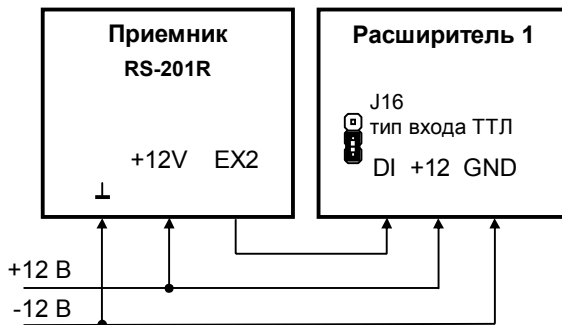 Приемник
RS-201R
+12V EX2
Расширитель 1
J16
тип входа ТТЛ
DI +12 GND
+12 В
-12 В